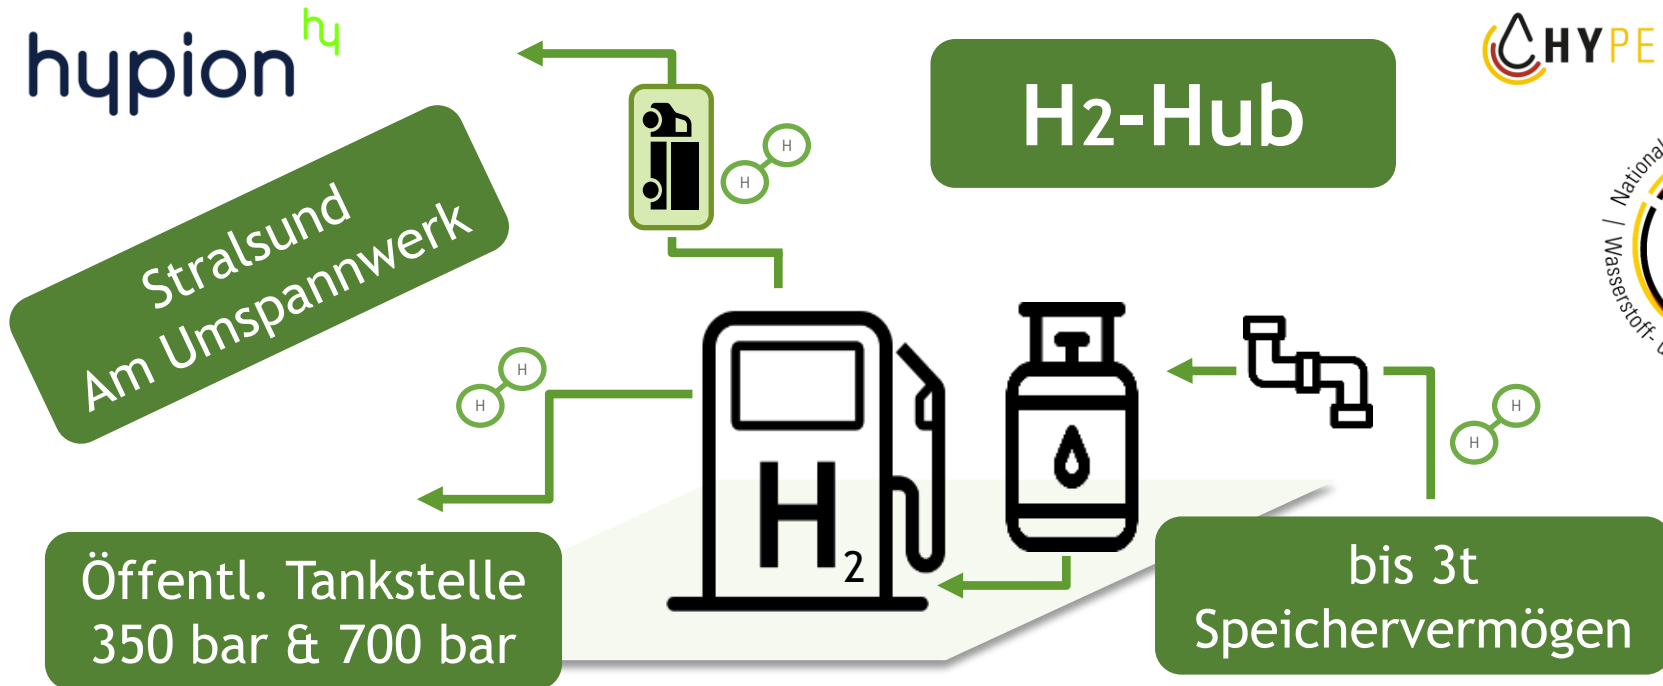 hypion hy
H2-Hub
HYPE
Stralsund
Am Umspannwerk
H
H
Wasserstoff-
|
H
H
H2
H
H
Öffentl. Tankstelle
350 bar & 700 bar
bis 3t
Speichervermögen